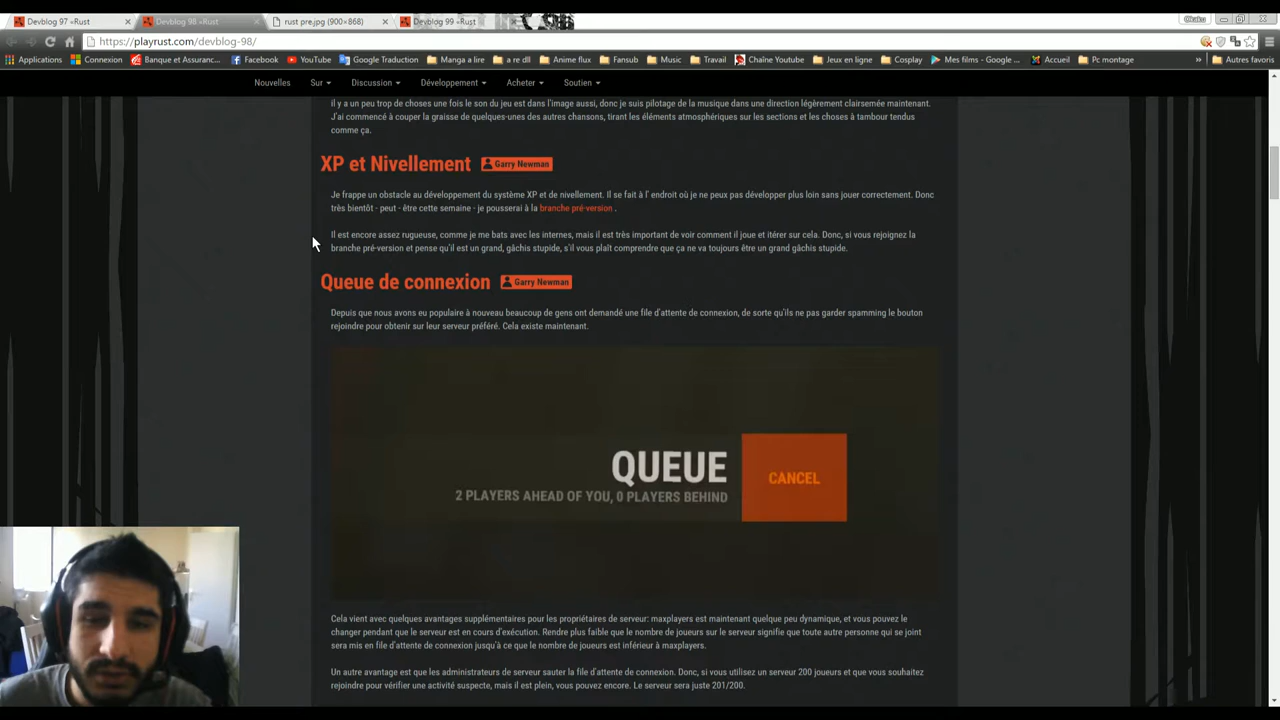 Devblog 97 »Rust
Devblog 98 »Rust
rust pre.jpg (900×868)
Devblog 99 »Rust
Otaku
https://playrust.com/devblog-98/
Applications
Connexion
Banque et Assuranc...
Facebook
YouTube
Google Traduction
Manga a lire
a re dl
Anime flux
Fansub
Music
Travail
Chaîne Youtube
Jeux en ligne
Cosplay
Mes films - Google ...
Accueil
Pc montage
»
Autres favoris
Nouvelles
Sur
Discussion
Développement
Acheter
Soutien
il y a un peu trop de choses une fois le son du jeu est dans l'image aussi, donc je suis pilotage de la musique dans une direction légèrement clairsemée maintenant.
J'ai commencé à couper la graisse de quelques-unes des autres chansons, tirant les éléments atmosphériques sur les sections et les choses à tambour tendus
comme ça.
XP et Nivellement
Garry Newman
Je frappe un obstacle au développement du système XP et de nivellement. Il se fait à l' endroit où je ne peux pas développer plus loin sans jouer correctement. Donc
très bientôt - peut - être cette semaine - je pousserai à la branche pré-version .
Il est encore assez rugueuse, comme je me bats avec les internes, mais il est très important de voir comment il joue et itérer sur cela. Donc, si vous rejoignez la
branche pré-version et pense qu'il est un grand, gâchis stupide, s'il vous plaît comprendre que ça ne va toujours être un grand gâchis stupide.
Queue de connexion
Garry Newman
Depuis que nous avons eu populaire à nouveau beaucoup de gens ont demandé une file d'attente de connexion, de sorte qu'ils ne pas garder spamming le bouton
rejoindre pour obtenir sur leur serveur préféré. Cela existe maintenant.
QUEUE
2 PLAYERS AHEAD OF YOU, 0 PLAYERS BEHIND
CANCEL
Cela vient avec quelques avantages supplémentaires pour les propriétaires de serveur: maxplayers est maintenant quelque peu dynamique, et vous pouvez le
changer pendant que le serveur est en cours d'exécution. Rendre plus faible que le nombre de joueurs sur le serveur signifie que toute autre personne qui se joint
sera mis en file d'attente de connexion jusqu'à ce que le nombre de joueurs est inférieur à maxplayers.
Un autre avantage est que les administrateurs de serveur sauter la file d'attente de connexion. Donc, si vous utilisez un serveur 200 joueurs et que vous souhaitez
rejoindre pour vérifier une activité suspecte, mais il est plein, vous pouvez encore. Le serveur sera juste 201/200.